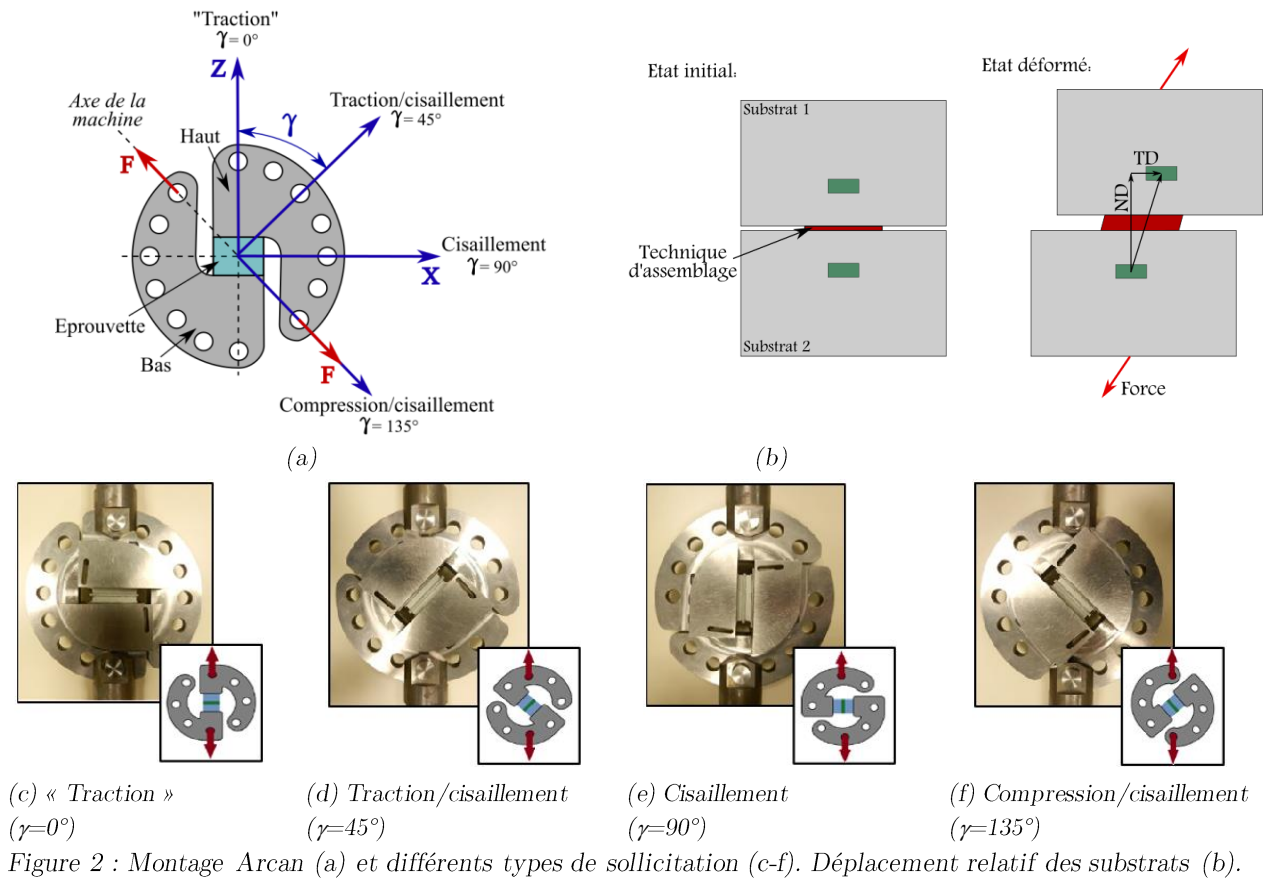 "Traction"
γ= 0°
Z
Axe de la
machine
Traction/cisaillement
γ= 45°
γ
Haut
F
Cisaillement
γ= 90°
X
Eprouvette
Bas
F
Compression/cisaillement
γ= 135°
(a)
Etat initial:
Substrat 1
Technique
d'assemblage
Substrat 2
Etat déformé:
TD
ND
Force
(b)
(c) « Traction »
(γ=0°)
(d) Traction/cisaillement
(γ=45°)
(e) Cisaillement
(γ=90°)
(f) Compression/cisaillement
(γ=135°)
Figure 2 : Montage Arcan (a) et différents types de sollicitation (c-f). Déplacement relatif des substrats (b).